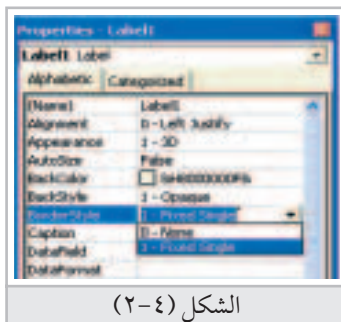 Properties - Label1
Label1 Label
Alphabetic Categorized
(Name) Label1
Alignment 0 - Left Justify
Appearance 1 - 3D
AutoSize False
BackColor
BackStyle 1 - Opaque
BorderStyle 1 - Fixed Single
Caption 0 - None
DataField 1 - Fixed Single
DataFormat
الشكل (٤-٢)